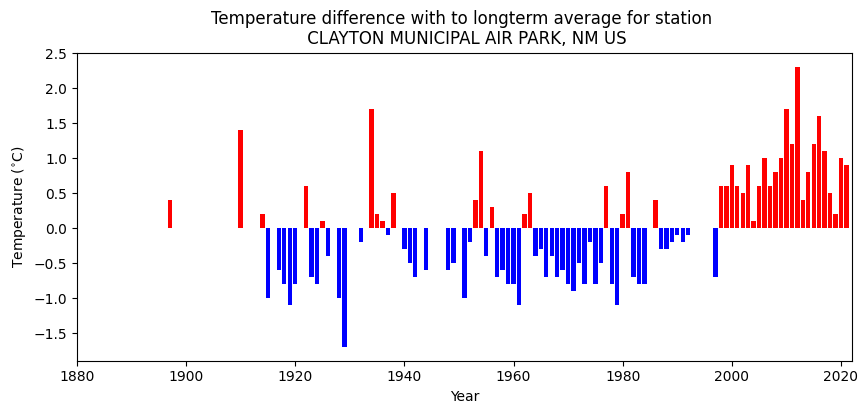 Temperature difference with to longterm average for station
CLAYTON MUNICIPAL AIR PARK, NM US
2.5
2.0
1.5
1.0
0.5
0.0
−0.5
−1.0
−1.5
Temperature (°C)
1880 1900 1920 1940 1960 1980 2000 2020
Year